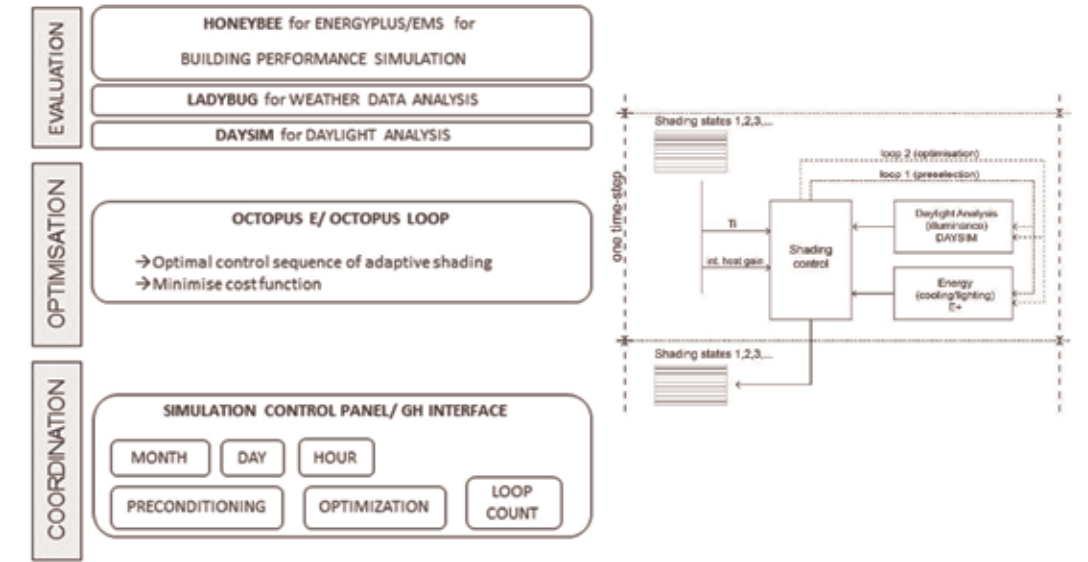 EVALUATION
HONEYBEE for ENERGYPLUS/EMS for
BUILDING PERFORMANCE SIMULATION
LADYBUG for WEATHER DATA ANALYSIS
DAYSIM for DAYLIGHT ANALYSIS
OPTIMISATION
OCTOPUS E/ OCTOPUS LOOP
→Optimal control sequence of adaptive shading
→Minimise cost function
COORDINATION
SIMULATION CONTROL PANEL/ GH INTERFACE
MONTH
DAY
HOUR
PRECONDITIONING
OPTIMIZATION
LOOP
COUNT
one time-step
Shading states 1,2,3,...
loop 2 (optimisation)
loop 1 (preselection)
Ti
int. heat gain
Shading
control
Daylight Analysis
(illuminance)
DAYSIM
Energy
(cooling/lighting)
E+
Shading states 1,2,3,...